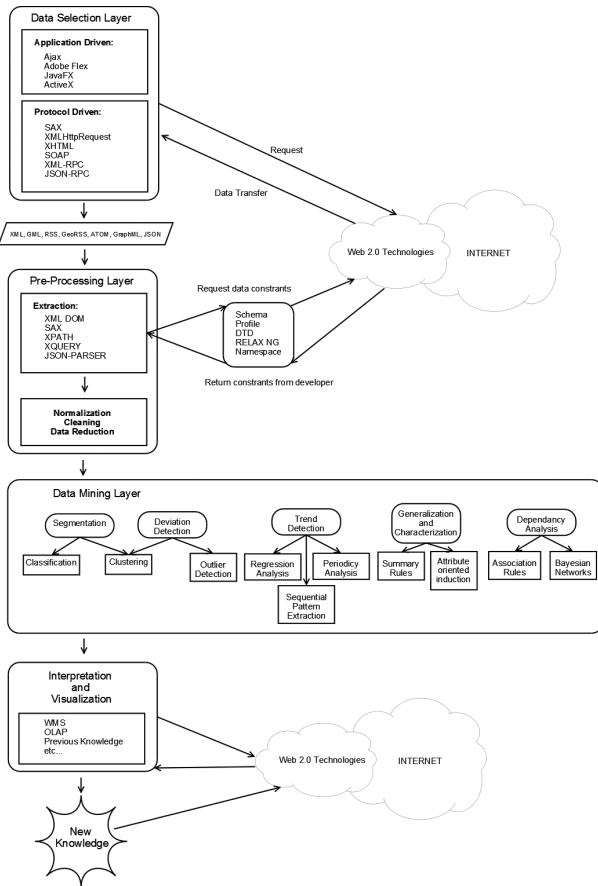 Data Selection Layer
Application Driven:
Ajax
Adobe Flex
JavaFX
ActiveX
Protocol Driven:
SAX
XMLHttpRequest
XHTML
SOAP
XML-RPC
JSON-RPC
Request
Data Transfer
Web 2.0 Technologies
INTERNET
XML, GML, RSS, GeoRSS, ATOM, GraphML, JSON
Pre-Processing Layer
Extraction:
XML DOM
SAX
XPATH
XQUERY
JSON-PARSER
Request data constrants
Schema
Profile
DTD
RELAX NG
Namespace
Return constrants from developer
Normalization
Cleaning
Data Reduction
Data Mining Layer
Segmentation
Deviation
Detection
Trend
Detection
Generalization
and
Characterization
Dependancy
Analysis
Classification
Clustering
Outlier
Detection
Regression
Analysis
Periodicy
Analysis
Sequential
Pattern
Extraction
Summary
Rules
Attribute
oriented
induction
Association
Rules
Bayesian
Networks
Interpretation
and
Visualization
WMS
OLAP
Previous Knowledge
etc...
Web 2.0 Technologies
INTERNET
New
Knowledge